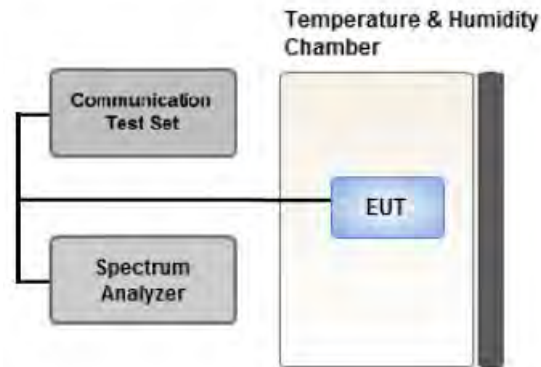 Temperature & Humidity
Chamber
Communication
Test Set
EUT
Spectrum
Analyzer